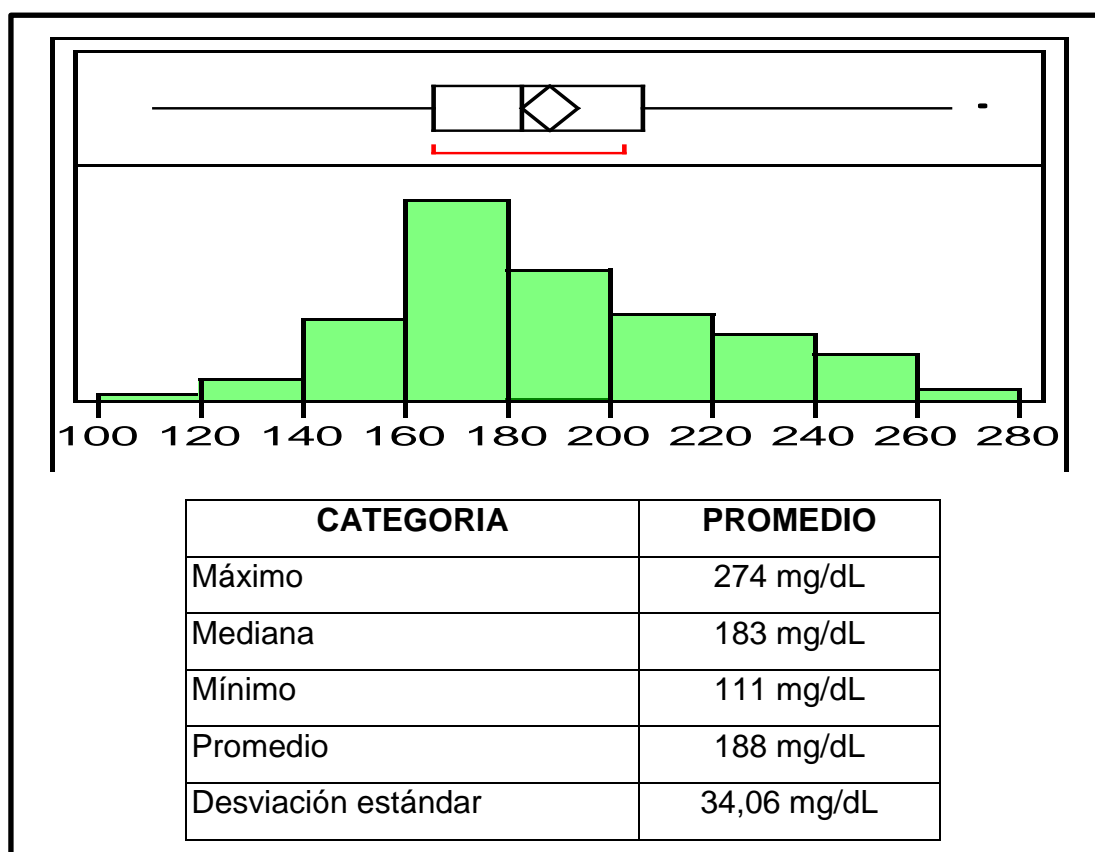 100 120 140 160 180 200 220 240 260 280
CATEGORIA PROMEDIO
Máximo 274 mg/dL
Mediana 183 mg/dL
Mínimo 111 mg/dL
Promedio 188 mg/dL
Desviación estándar 34,06 mg/dL